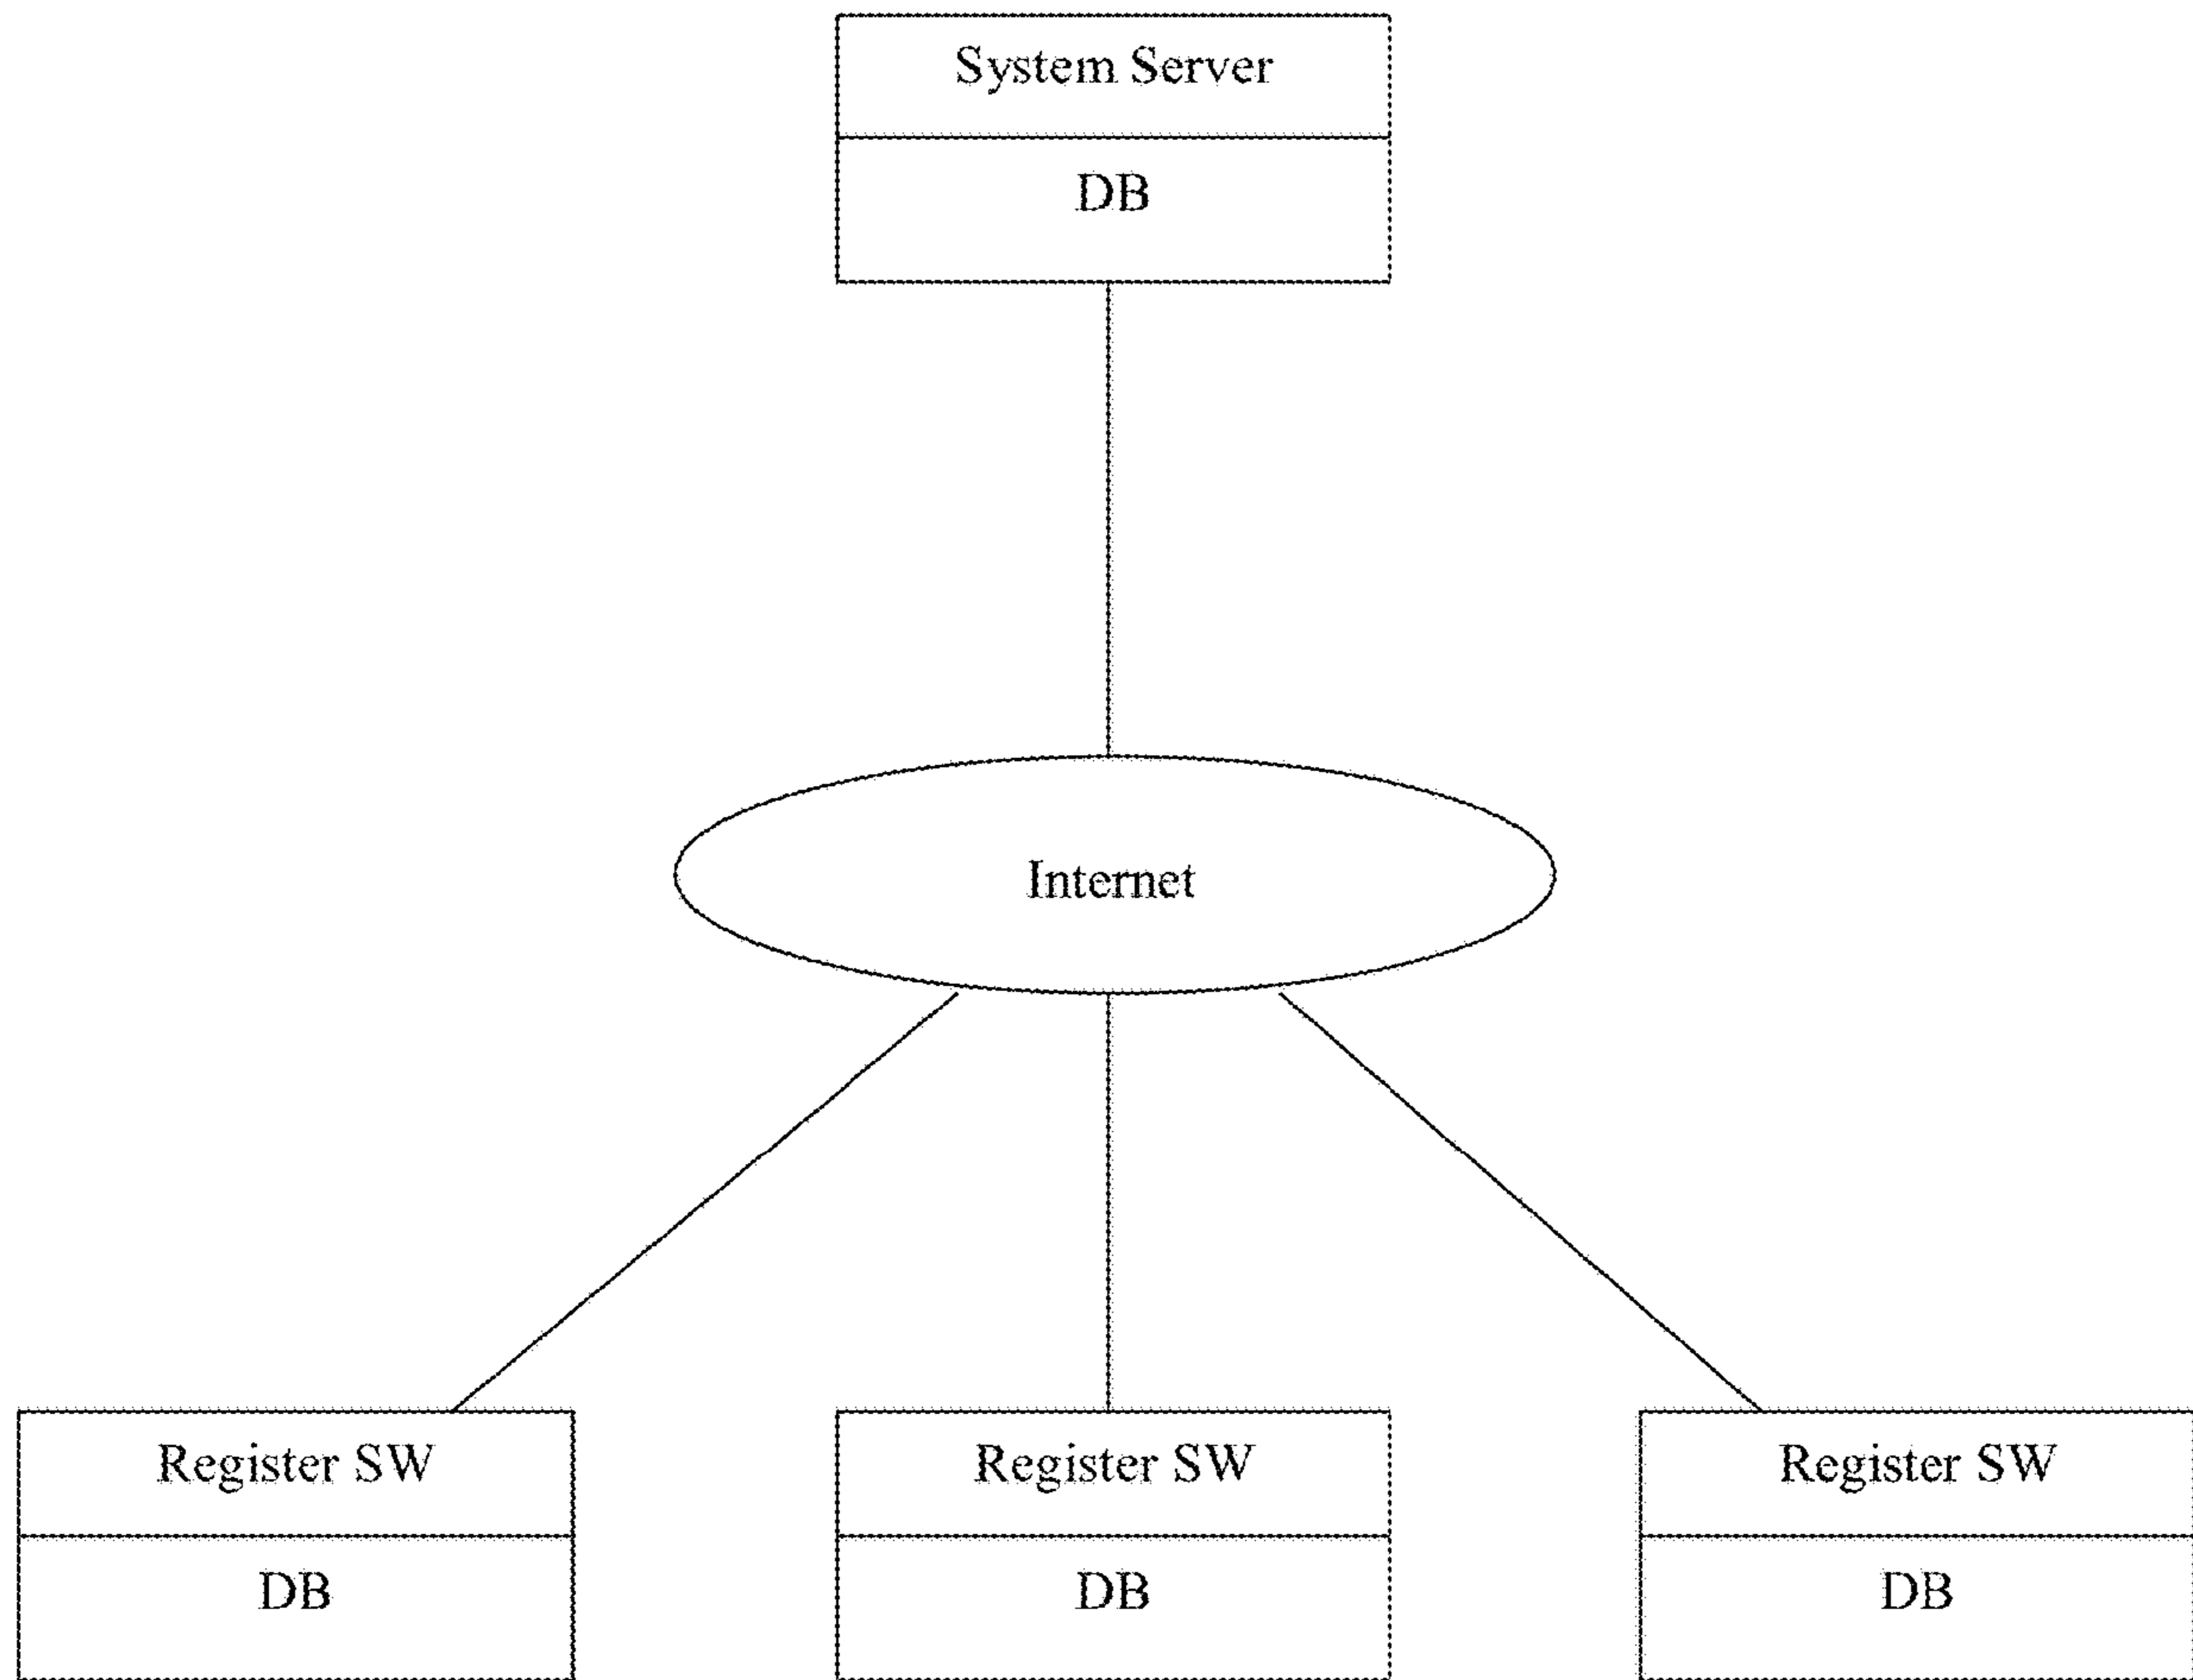 System Server
DB
Internet
Register SW
Register SW
Register SW
DB
DB
DB